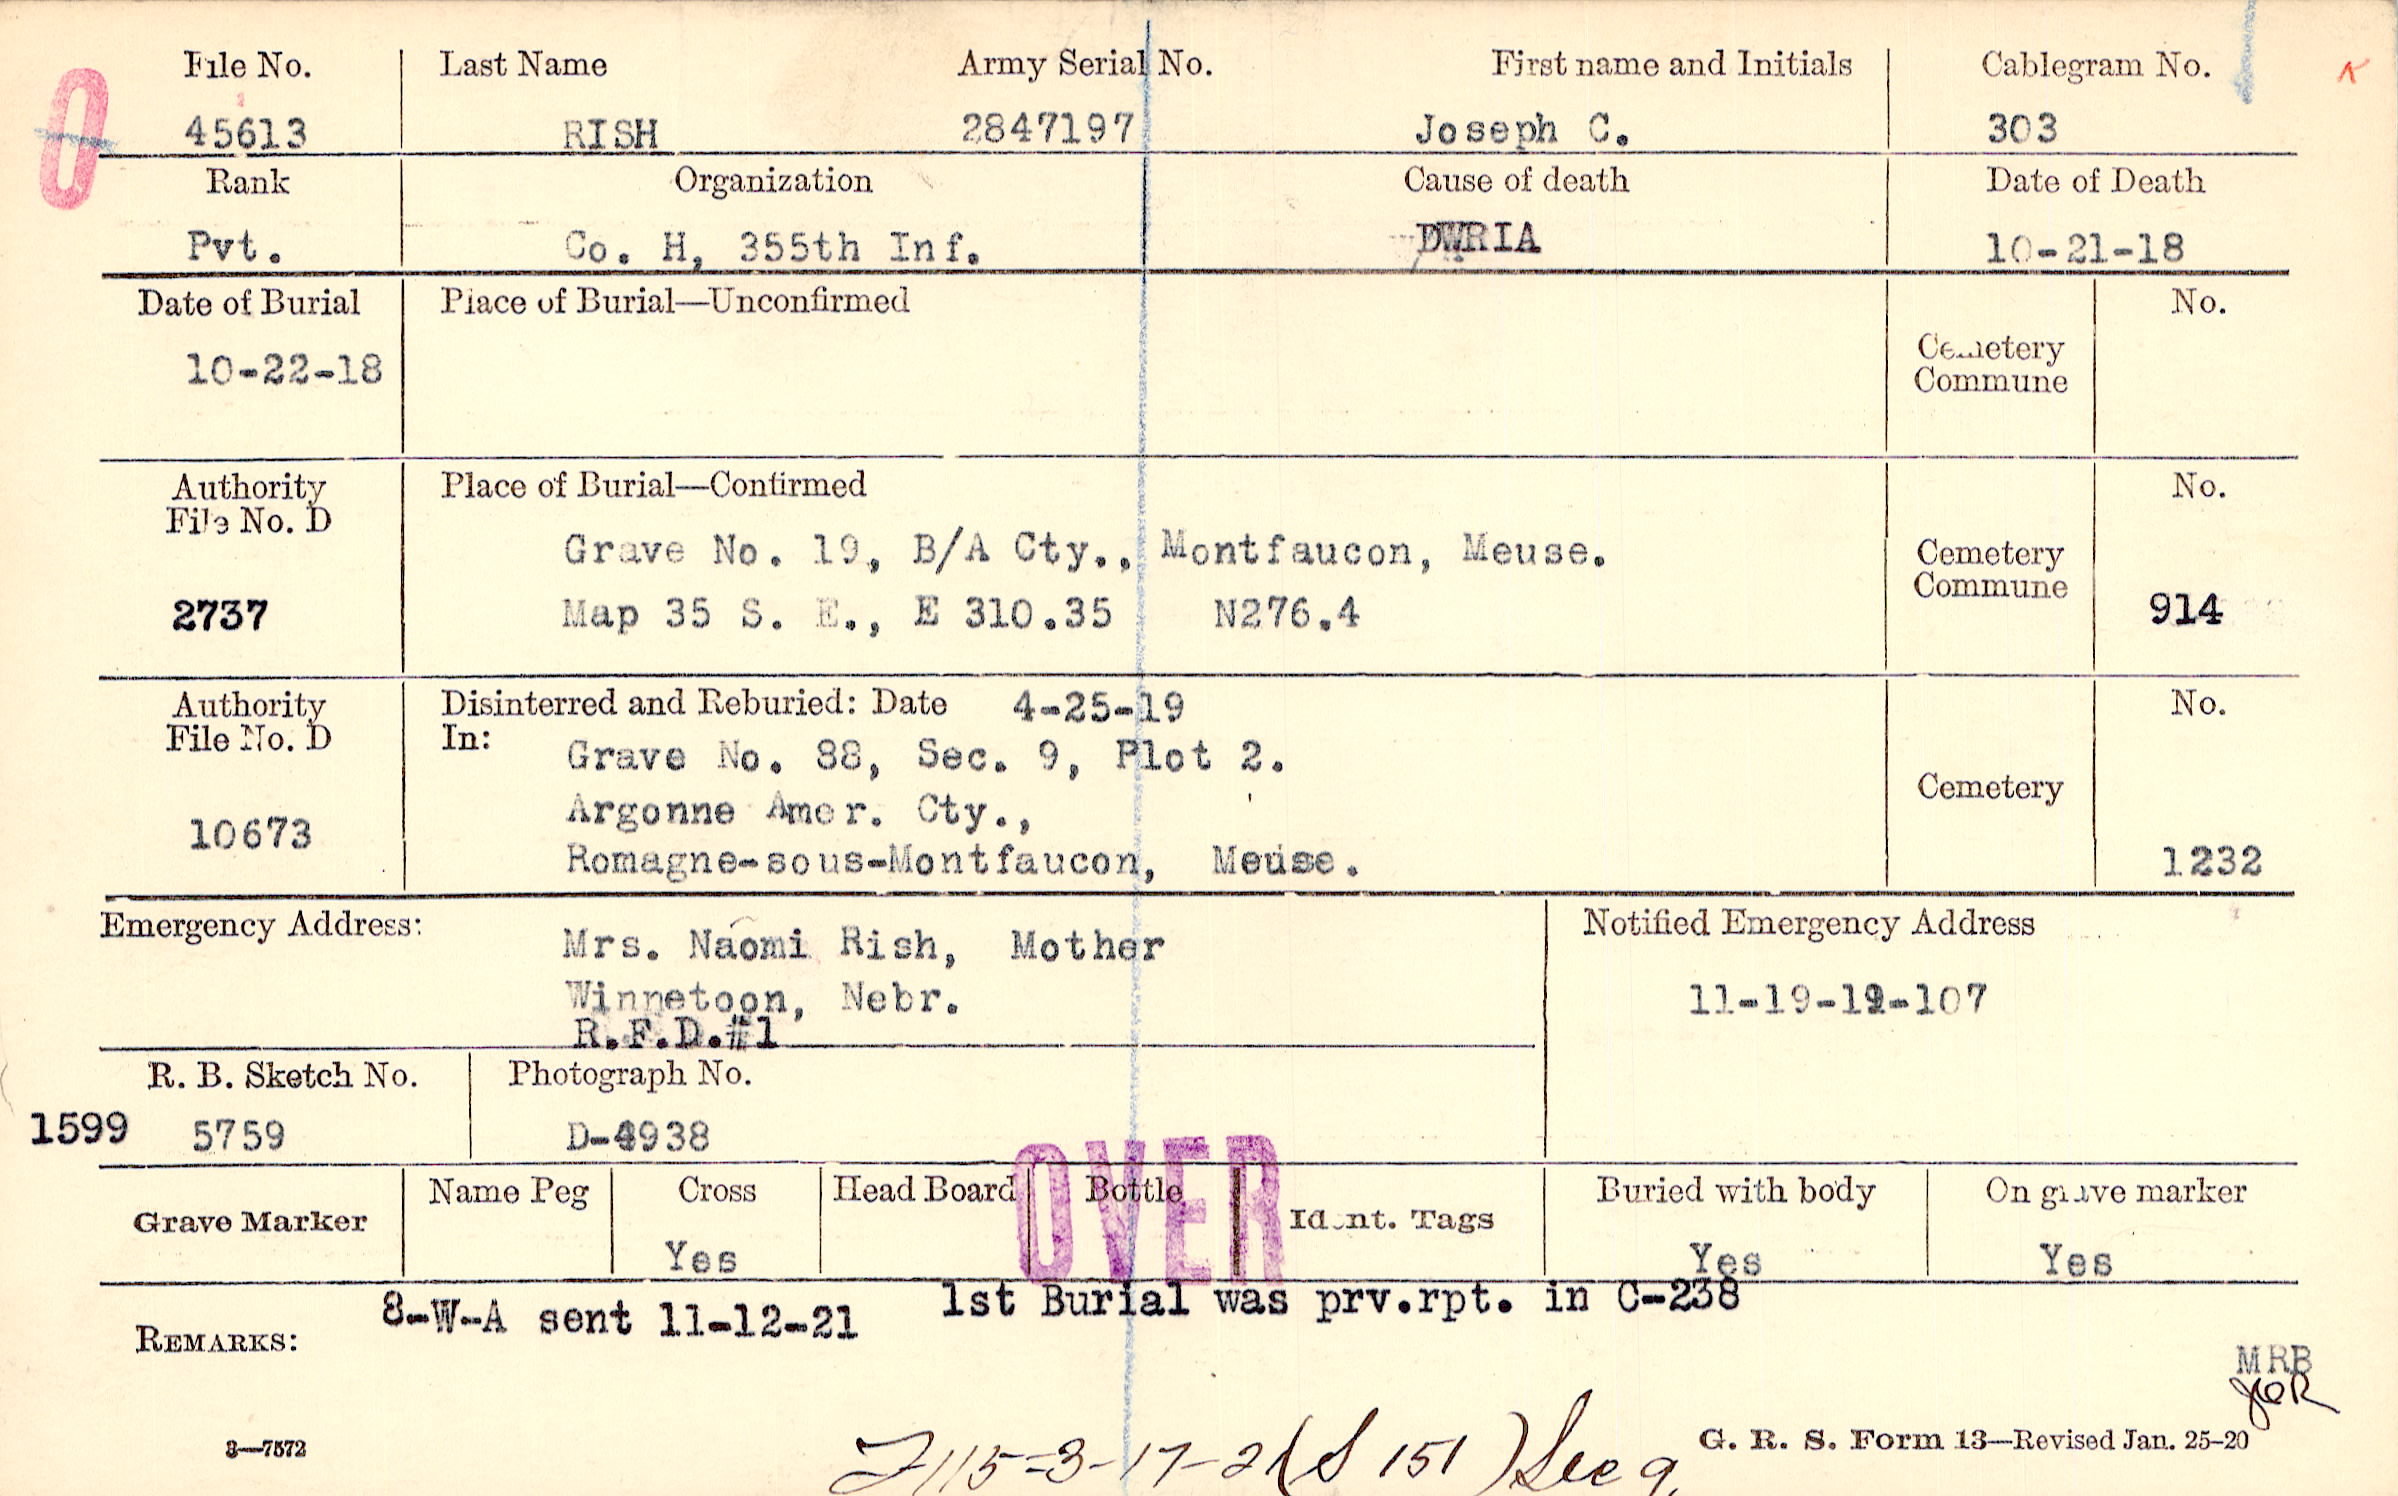 File No. Last Name Army Serial No. First name and Initials Cablegram No.
45613 RISH 2847197 Joseph C. 303
Rank Organization Cause of death Date of Death
Pvt. Co. H, 355th Inf. DWRIA 10-21-18
Date of Burial Place of Burial—Unconfirmed No.
10-22-18 Cemetery
Commune
Authority Place of Burial—Confirmed No.
File No. D
Grave No. 19, B/A Cty., Montfaucon, Meuse. Cemetery
Commune
2737 Map 35 S. E., E 310.35 N276.4 914
Authority Disinterred and Reburied: Date 4-25-19 No.
File No. D In:
Grave No. 88, Sec. 9, Plot 2.
Cemetery
10673 Argonne Amer. Cty.,
Romagne-sous-Montfaucon, Meuse. 1232
Emergency Address: Notified Emergency Address
Mrs. Naomi Rish, Mother
Winnetoon, Nebr. 11-19-19-107
R.F.D.#1
R. B. Sketch No. Photograph No.
1599 5759 D-4938
OVER
Name Peg Cross Head Board Bottle Buried with body On grave marker
Grave Marker Ident. Tags
Yes Yes Yes
8-W-A sent 11-12-21 1st Burial was prv.rpt. in C-238
REMARKS:
MRB
JER
3—7572 G. R. S. Form 13—Revised Jan. 25-20
115-3-17-21 (S 151) See